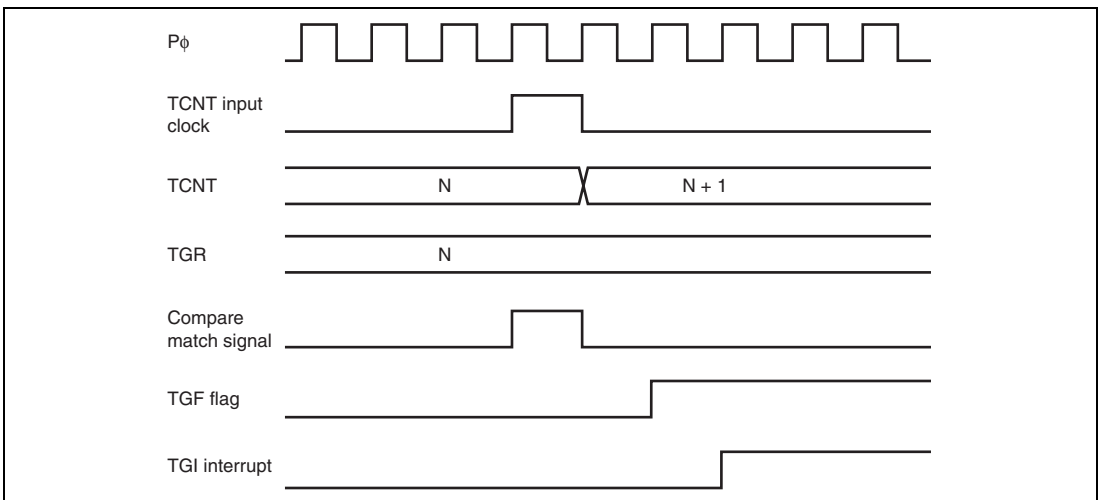 Pφ
TCNT input
clock
TCNT
N
N + 1
TGR
N
Compare
match signal
TGF flag
TGI interrupt